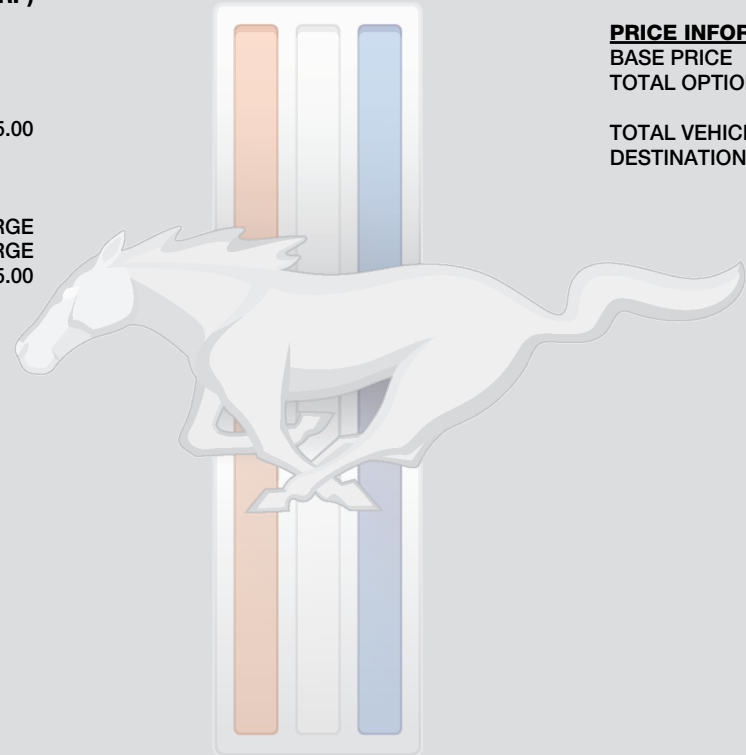 5.00
RGE
RGE
5.00
PRICE INFOR
BASE PRICE
TOTAL OPTIO
TOTAL VEHIC
DESTINATION